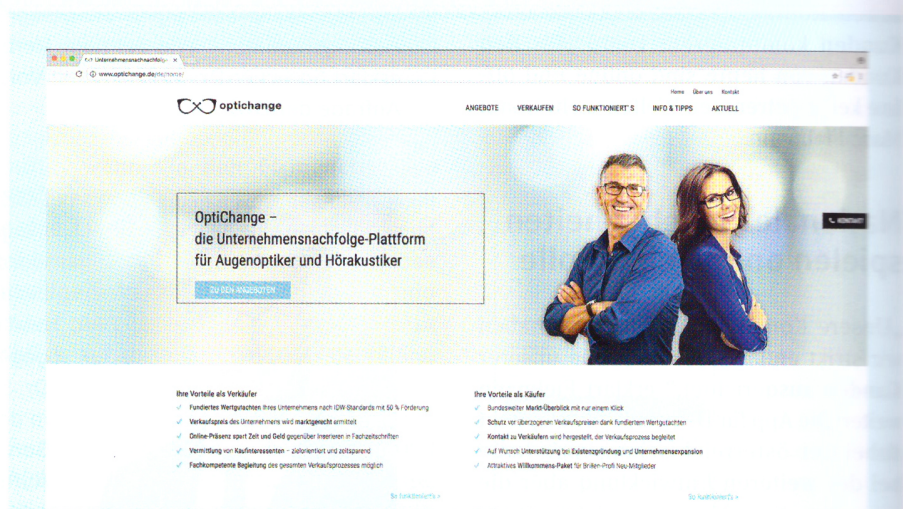 Unternehmensnachnachfolge- ×
www.optichange.de/de/home/
Home Über uns Kontakt
optichange
ANGEBOTE VERKAUFEN SO FUNKTIONIERT´S INFO & TIPPS AKTUELL
KONTAKT
OptiChange –
die Unternehmensnachfolge-Plattform
für Augenoptiker und Hörakustiker
ZU DEN ANGEBOTEN
Ihre Vorteile als Verkäufer
✓ Fundiertes Wertgutachten Ihres Unternehmens nach IDW-Standards mit 50 % Förderung
✓ Verkaufspreis des Unternehmens wird marktgerecht ermittelt
✓ Online-Präsenz spart Zeit und Geld gegenüber Inserieren in Fachzeitschriften
✓ Vermittlung von Kaufinteressenten – zielorientiert und zeitsparend
✓ Fachkompetente Begleitung des gesamten Verkaufsprozesses möglich
So funktioniert's »
Ihre Vorteile als Käufer
✓ Bundesweiter Markt-Überblick mit nur einem Klick
✓ Schutz vor überzogenen Verkaufspreisen dank fundiertem Wertgutachten
✓ Kontakt zu Verkäufern wird hergestellt, der Verkaufsprozess begleitet
✓ Auf Wunsch Unterstützung bei Existenzgründung und Unternehmensexpansion
✓ Attraktives Willkommens-Paket für Brillen-Profi Neu-Mitglieder
So funktioniert's »